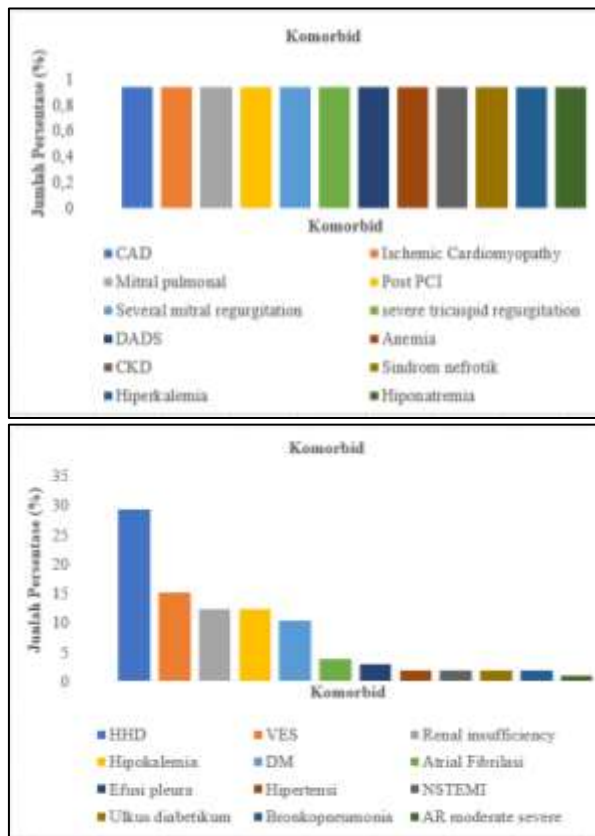 Komorbid
Jumlah Persentase (%)
1
0,8
0,6
0,4
0,2
0
Komorbid
CAD Ischemic Cardiomyopathy
Mitral pulmonal Post PCI
Several mitral regurgitation severe tricuspid regurgitation
DADS Anemia
CKD Sindrom nefrotik
Hiperkalemia Hiponatremia
Komorbid
Jumlah Persentase (%)
35
30
25
20
15
10
5
0
Komorbid
HHD VES Renal insufficiency
Hipokalemia DM Atrial Fibrilasi
Efusi pleura Hipertensi NSTEMI
Ulkus diabetikum Bronkopneumonia AR moderate severe